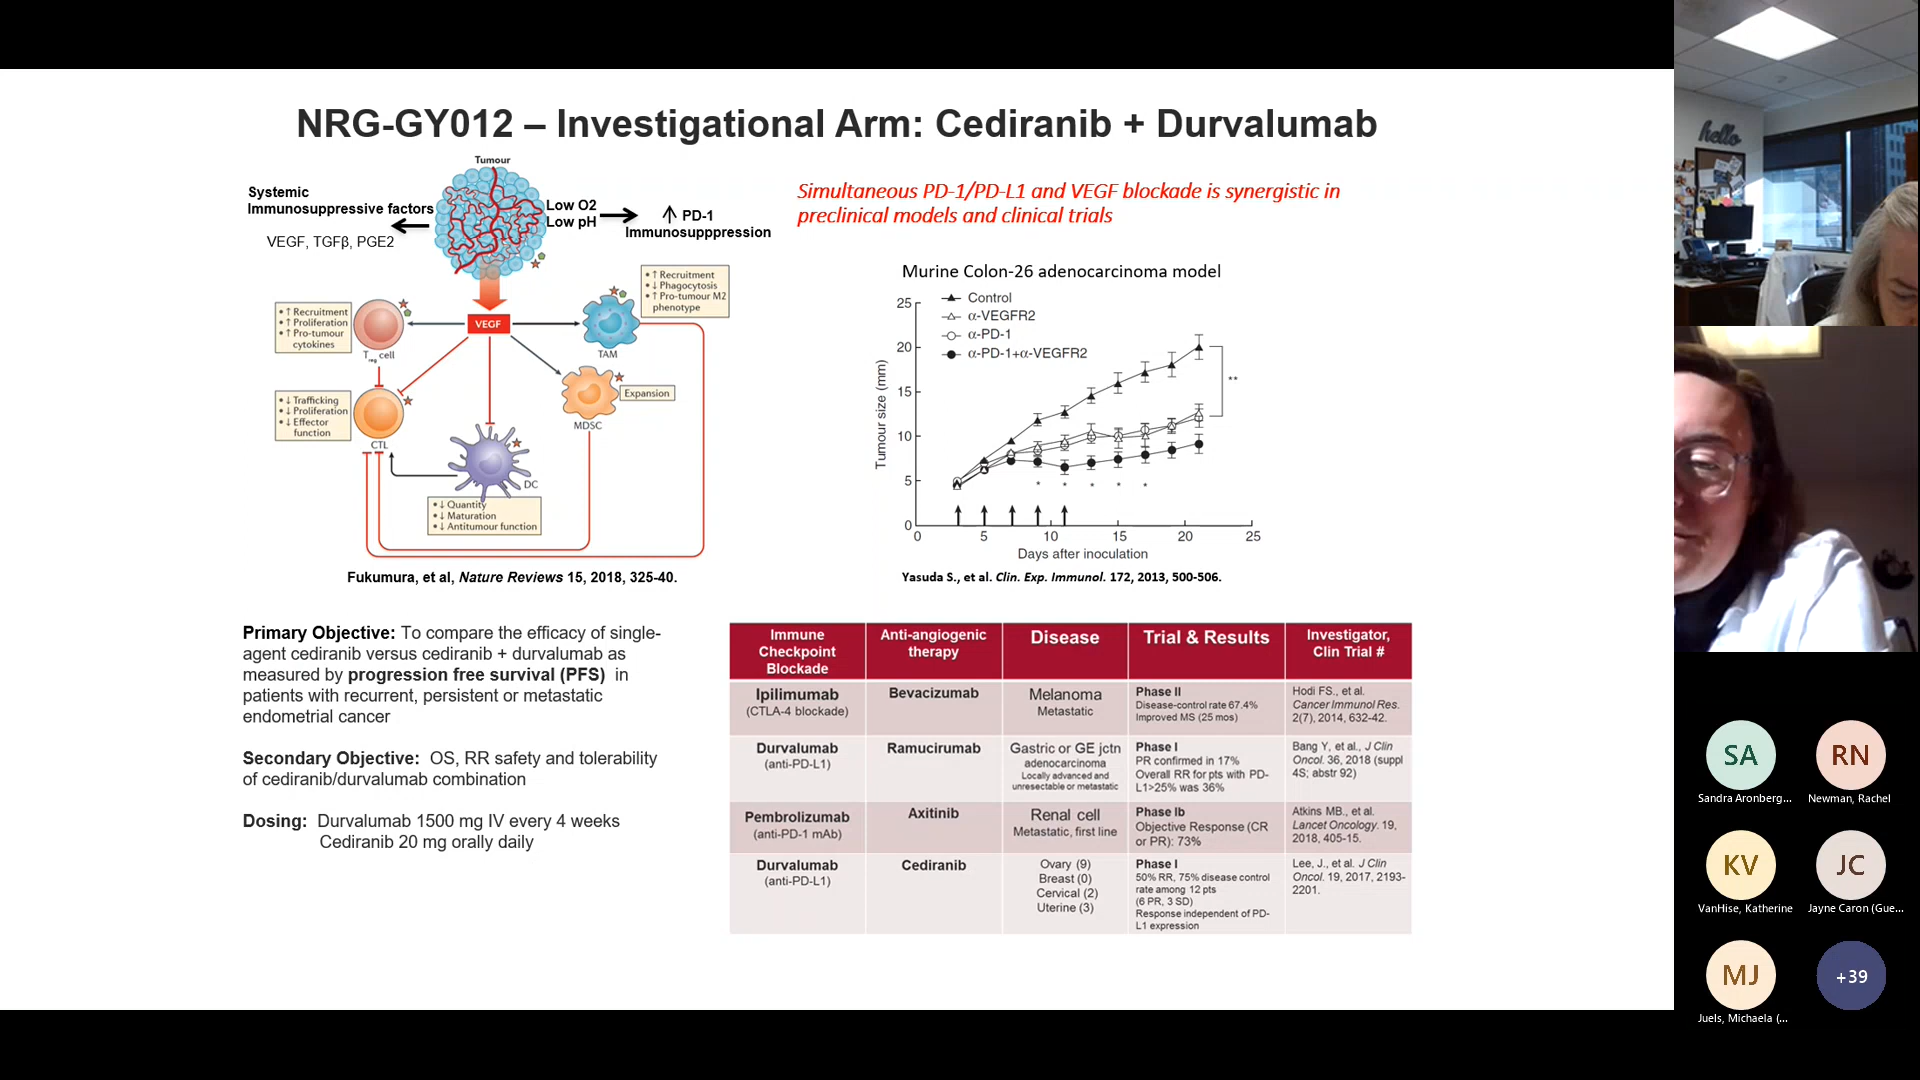 NRG-GY012 – Investigational Arm: Cediranib + Durvalumab
Tumour
Systemic
Immunosuppressive factors
VEGF, TGFβ, PGE2
Low O2
Low pH
↑ PD-1
Immunosupppression
Simultaneous PD-1/PD-L1 and VEGF blockade is synergistic in
preclinical models and clinical trials
• ↑ Recruitment
• ↓ Phagocytosis
• ↑ Pro-tumour M2
phenotype
• ↑ Recruitment
• ↑ Proliferation
• ↑ Pro-tumour
cytokines
VEGF
Treg cell
TAM
• ↓ Trafficking
• ↓ Proliferation
• ↓ Effector
function
CTL
Expansion
MDSC
DC
• ↓ Quantity
• ↓ Maturation
• ↓ Antitumour function
Fukumura, et al, Nature Reviews 15, 2018, 325-40.
Murine Colon-26 adenocarcinoma model
Control
α-VEGFR2
α-PD-1
α-PD-1+α-VEGFR2
Tumour size (mm)
25
20
15
10
5
0
**
* * * * *
0 5 10 15 20 25
Days after inoculation
Yasuda S., et al. Clin. Exp. Immunol. 172, 2013, 500-506.
Primary Objective: To compare the efficacy of single-
agent cediranib versus cediranib + durvalumab as
measured by progression free survival (PFS) in
patients with recurrent, persistent or metastatic
endometrial cancer
Secondary Objective: OS, RR safety and tolerability
of cediranib/durvalumab combination
Dosing: Durvalumab 1500 mg IV every 4 weeks
Cediranib 20 mg orally daily
Immune
Checkpoint
Blockade
Anti-angiogenic
therapy
Disease
Trial & Results
Investigator,
Clin Trial #
Ipilimumab
(CTLA-4 blockade)
Bevacizumab
Melanoma
Metastatic
Phase II
Disease-control rate 67.4%
Improved MS (25 mos)
Hodi FS., et al.
Cancer Immunol Res.
2(7), 2014, 632-42.
Durvalumab
(anti-PD-L1)
Ramucirumab
Gastric or GE jctn
adenocarcinoma
Locally advanced and
unresectable or metastatic
Phase I
PR confirmed in 17%
Overall RR for pts with PD-
L1>25% was 36%
Bang Y, et al., J Clin
Oncol. 36, 2018 (suppl
4S; abstr 92)
Pembrolizumab
(anti-PD-1 mAb)
Axitinib
Renal cell
Metastatic, first line
Phase Ib
Objective Response (CR
or PR): 73%
Atkins MB., et al.
Lancet Oncology. 19,
2018, 405-15.
Durvalumab
(anti-PD-L1)
Cediranib
Ovary (9)
Breast (0)
Cervical (2)
Uterine (3)
Phase I
50% RR, 75% disease control
rate among 12 pts
(6 PR, 3 SD)
Response independent of PD-
L1 expression
Lee, J., et al. J Clin
Oncol. 19, 2017, 2193-
2201.
hello
SA
Sandra Aronberg...
RN
Newman, Rachel
KV
VanHise, Katherine
JC
Jayne Caron (Gue...
MJ
Juels, Michaela (...
+39